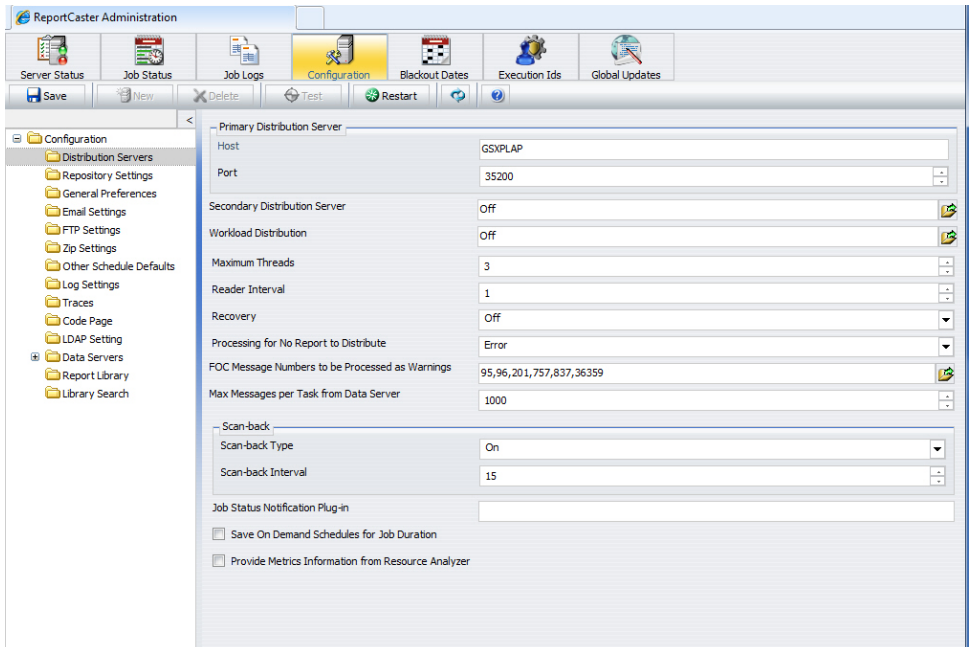 ReportCaster Administration
Server Status Job Status Job Logs Configuration Blackout Dates Execution Ids Global Updates
Save New Delete Test Restart
<
Configuration
Distribution Servers
Repository Settings
General Preferences
Email Settings
FTP Settings
Zip Settings
Other Schedule Defaults
Log Settings
Traces
Code Page
LDAP Setting
Data Servers
Report Library
Library Search
Primary Distribution Server
Host GSXPLAP
Port 35200
Secondary Distribution Server Off
Workload Distribution Off
Maximum Threads 3
Reader Interval 1
Recovery Off
Processing for No Report to Distribute Error
FOC Message Numbers to be Processed as Warnings 95,96,201,757,837,36359
Max Messages per Task from Data Server 1000
Scan-back
Scan-back Type On
Scan-back Interval 15
Job Status Notification Plug-in
Save On Demand Schedules for Job Duration
Provide Metrics Information from Resource Analyzer